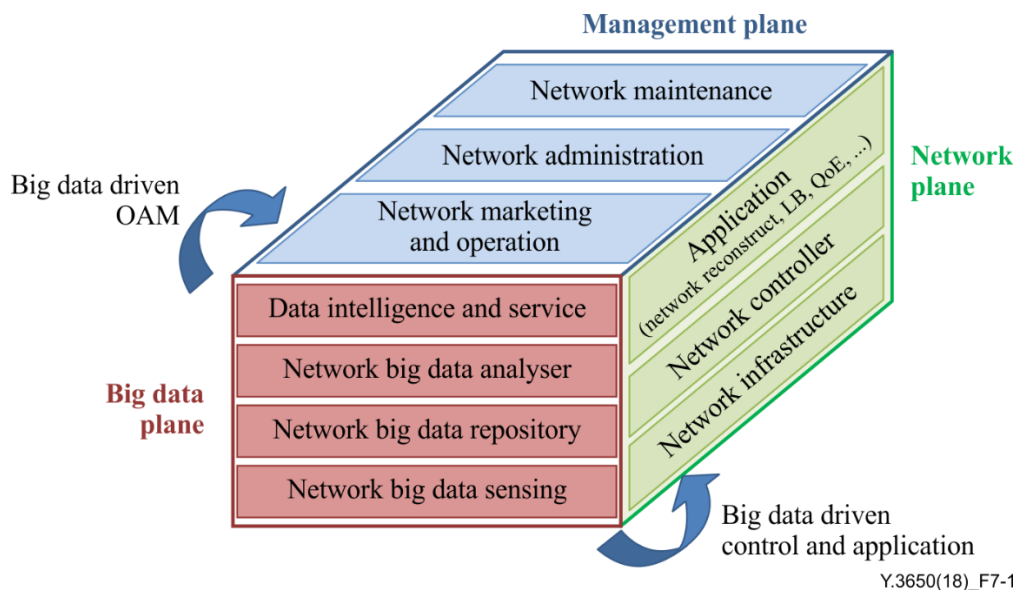 Management plane
Network maintenance
Network administration
Network marketing
and operation
Big data driven
OAM
Application
(network reconstruct, LB, QoE, ...)
Network controller
Network infrastructure
Network
plane
Data intelligence and service
Network big data analyser
Network big data repository
Network big data sensing
Big data
plane
Big data driven
control and application
Y.3650(18)_F7-1